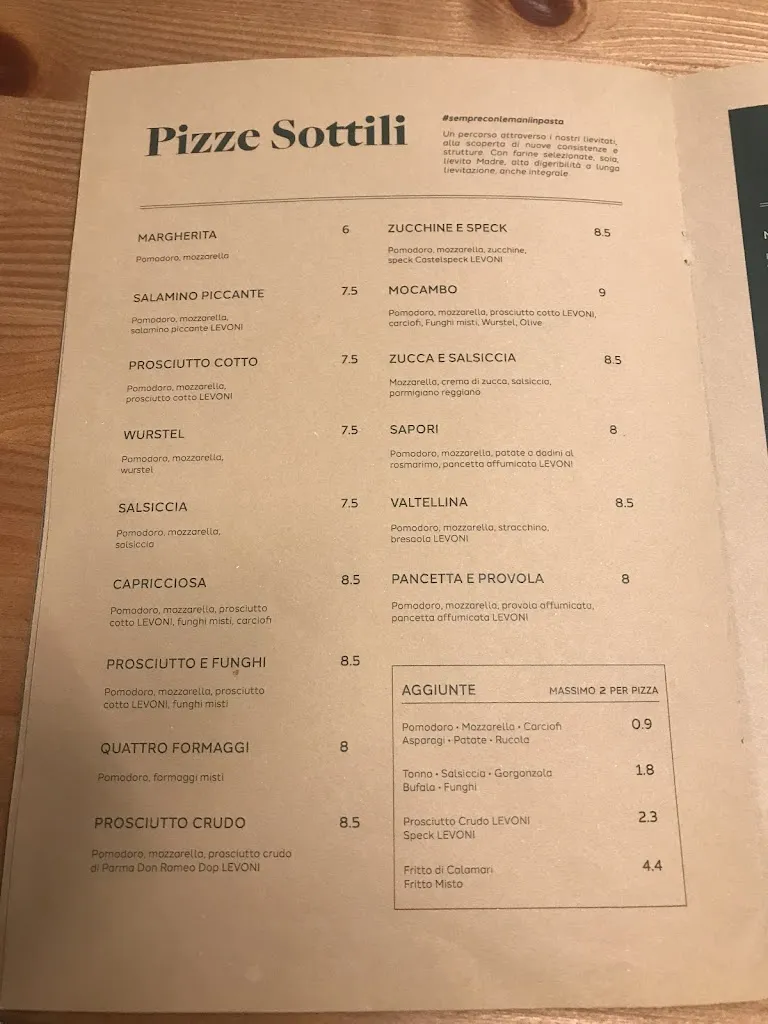 Pizze Sottili
#sempreconlemaniinpasta
Un percorso attraverso i nostri lievitati,
alla scoperta di nuove consistenze e
strutture. Con farine selezionate, soia,
lievito Madre, alta digeribilità a lunga
lievitazione, anche integrale.
MARGHERITA 6
Pomodoro, mozzarella
SALAMINO PICCANTE 7.5
Pomodoro, mozzarella,
salamino piccante LEVONI
PROSCIUTTO COTTO 7.5
Pomodoro, mozzarella,
prosciutto cotto LEVONI
WURSTEL 7.5
Pomodoro, mozzarella,
wurstel
SALSICCIA 7.5
Pomodoro, mozzarella,
salsiccia
CAPRICCIOSA 8.5
Pomodoro, mozzarella, prosciutto
cotto LEVONI, funghi misti, carciofi
PROSCIUTTO E FUNGHI 8.5
Pomodoro, mozzarella, prosciutto
cotto LEVONI, funghi misti
QUATTRO FORMAGGI 8
Pomodoro, formaggi misti
PROSCIUTTO CRUDO 8.5
Pomodoro, mozzarella, prosciutto crudo
di Parma Don Romeo Dop LEVONI
ZUCCHINE E SPECK 8.5
Pomodoro, mozzarella, zucchine,
speck Castelspeck LEVONI
MOCAMBO 9
Pomodoro, mozzarella, prosciutto cotto LEVONI,
carciofi, Funghi misti, Wurstel, Olive
ZUCCA E SALSICCIA 8.5
Mozzarella, crema di zucca, salsiccia,
parmigiano reggiano
SAPORI 8
Pomodoro, mozzarella, patate a dadini al
rosmarino, pancetta affumicata LEVONI
VALTELLINA 8.5
Pomodoro, mozzarella, stracchino,
bresaola LEVONI
PANCETTA E PROVOLA 8
Pomodoro, mozzarella, provola affumicata,
pancetta affumicata LEVONI
AGGIUNTE MASSIMO 2 PER PIZZA
Pomodoro • Mozzarella • Carciofi 0.9
Asparagi • Patate • Rucola
Tonno • Salsiccia • Gorgonzola 1.8
Bufala • Funghi
Prosciutto Crudo LEVONI 2.3
Speck LEVONI
Fritto di Calamari 4.4
Fritto Misto